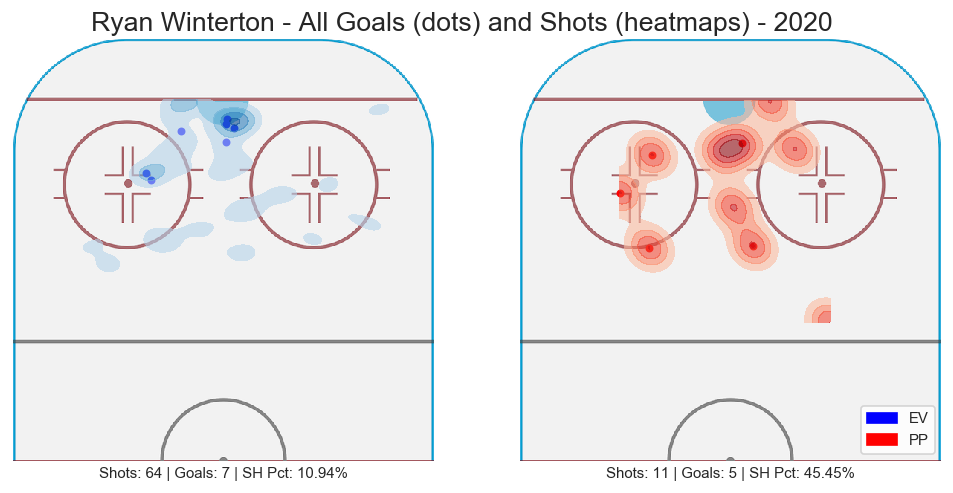 Ryan Winterton - All Goals (dots) and Shots (heatmaps) - 2020
EV
PP
Shots: 64 | Goals: 7 | SH Pct: 10.94%
Shots: 11 | Goals: 5 | SH Pct: 45.45%